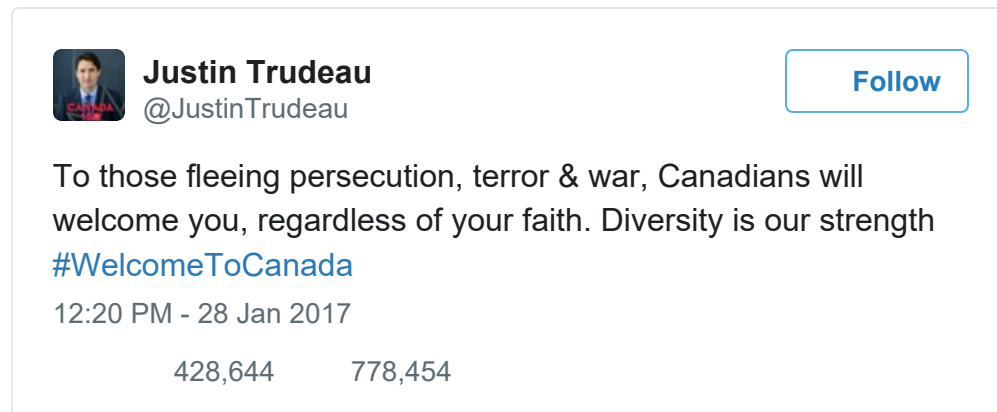 Justin Trudeau
@JustinTrudeau
Follow
To those fleeing persecution, terror & war, Canadians will
welcome you, regardless of your faith. Diversity is our strength
#WelcomeToCanada
12:20 PM - 28 Jan 2017
428,644 778,454
CANADA